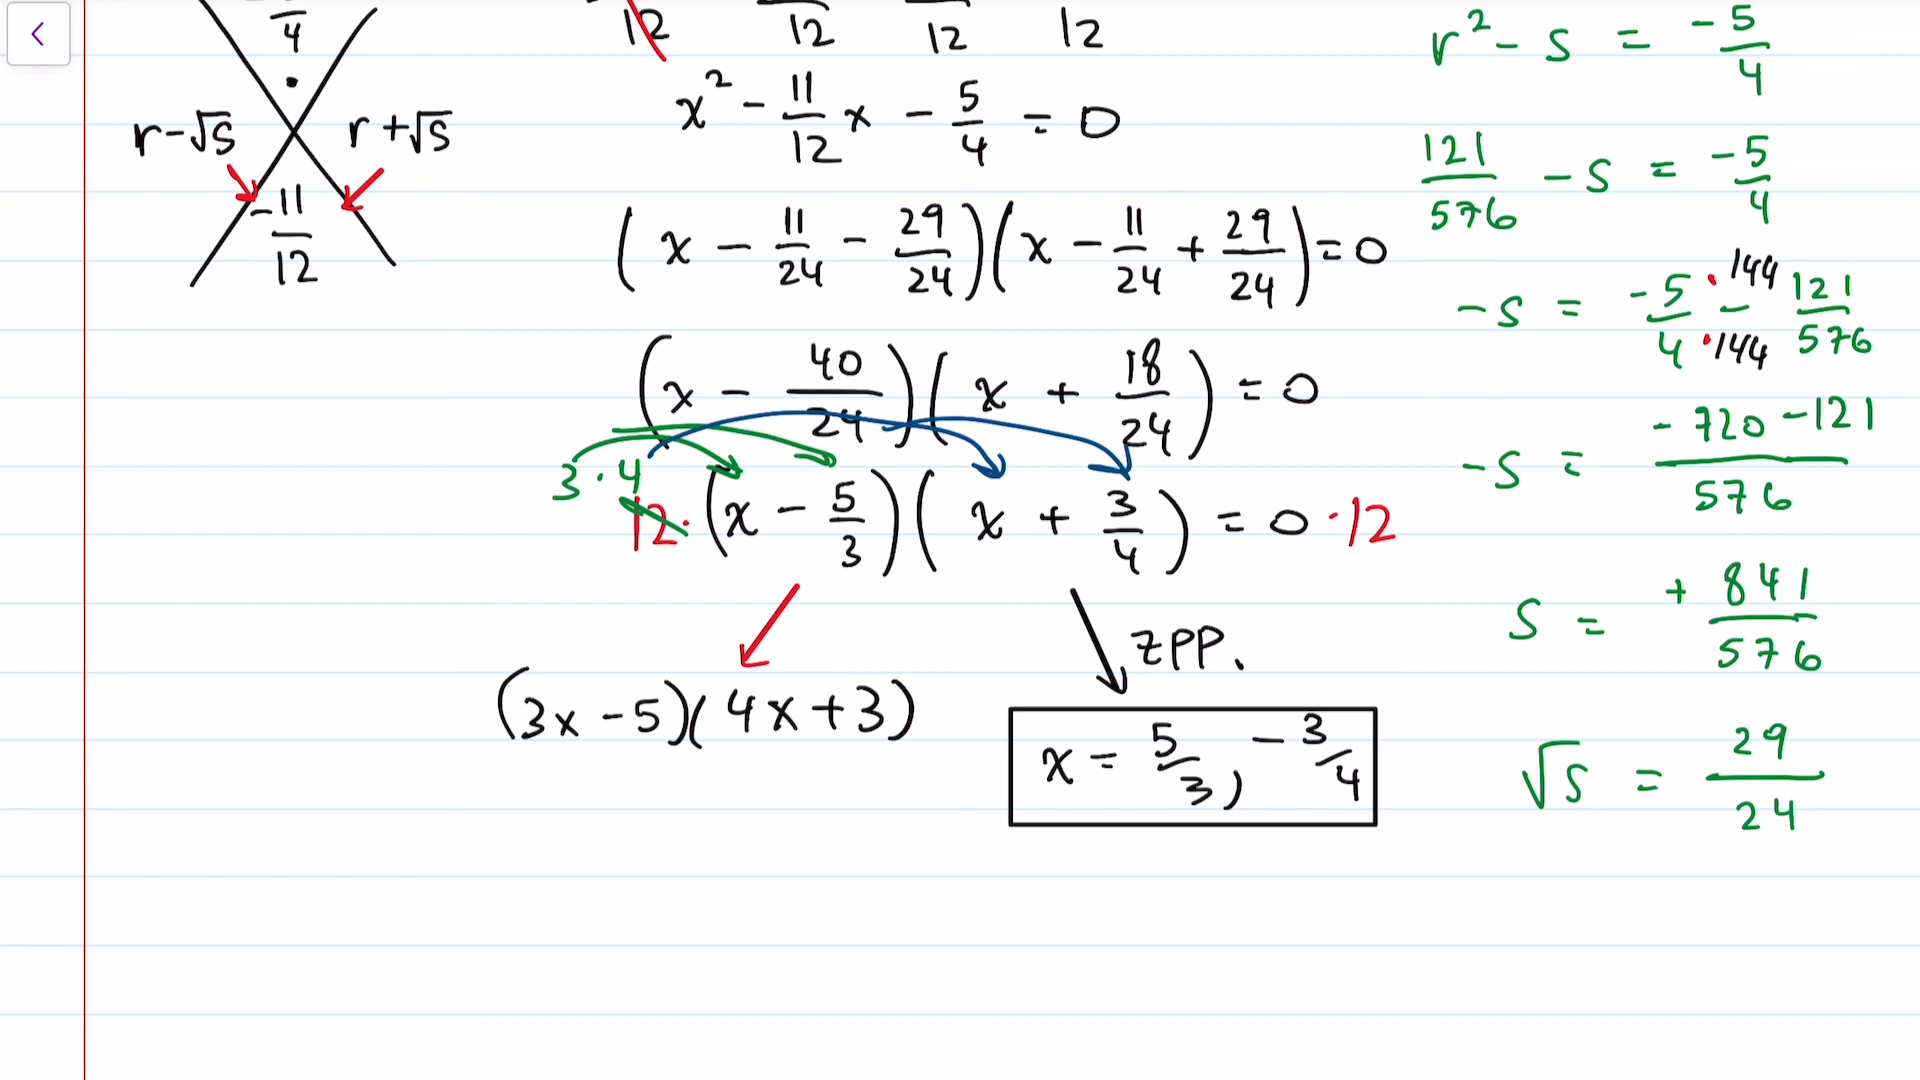 4
12 12 12 12
x² - 11/12 x - 5/4 = 0
r-√s r+√s
-11/12
(x - 11/24 - 29/24)(x - 11/24 + 29/24) = 0
(x - 40/24)(x + 18/24) = 0
3·4
12·(x - 5/3)(x + 3/4) = 0·12
ZPP.
(3x-5)(4x+3)
x = 5/3, -3/4
r² - s = -5/4
121/576 - s = -5/4
-s = -5·144/4·144 - 121/576
-s = -720-121/576
s = +841/576
√s = 29/24